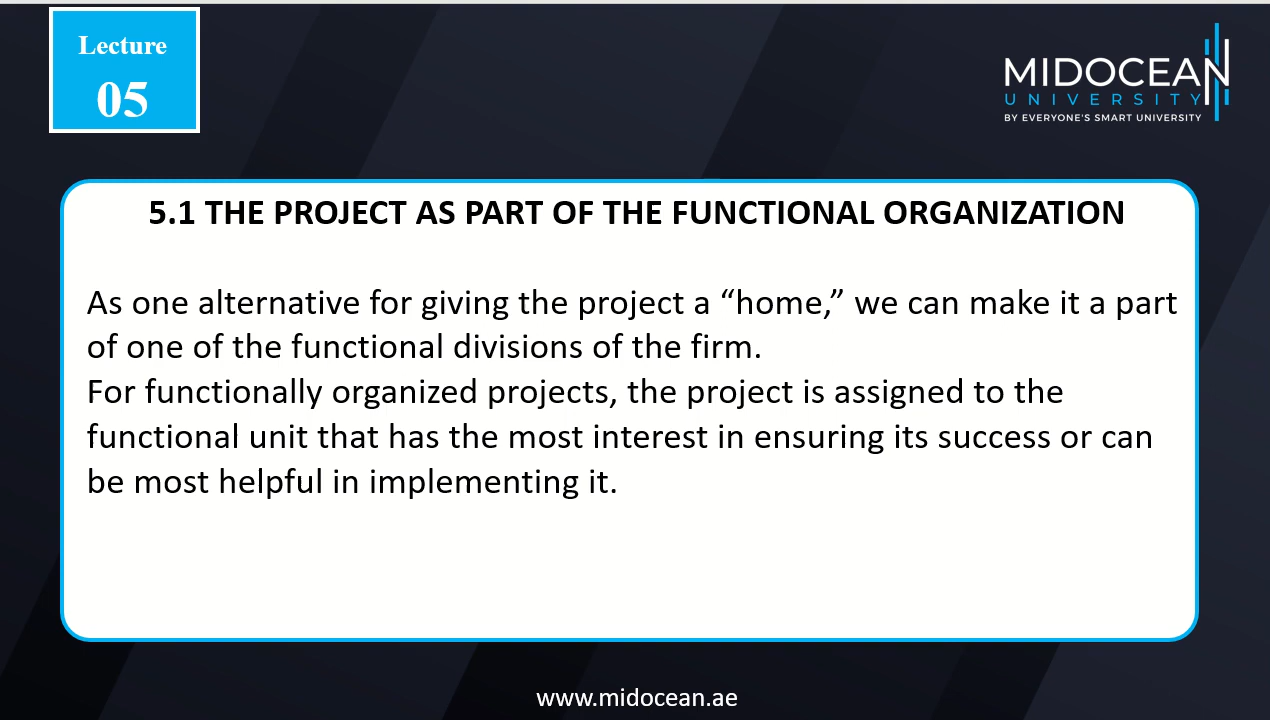 Lecture
05
MIDOCEAN
UNIVERSITY
BY EVERYONE'S SMART UNIVERSITY
5.1 THE PROJECT AS PART OF THE FUNCTIONAL ORGANIZATION
As one alternative for giving the project a “home,” we can make it a part
of one of the functional divisions of the firm.
For functionally organized projects, the project is assigned to the
functional unit that has the most interest in ensuring its success or can
be most helpful in implementing it.
www.midocean.ae